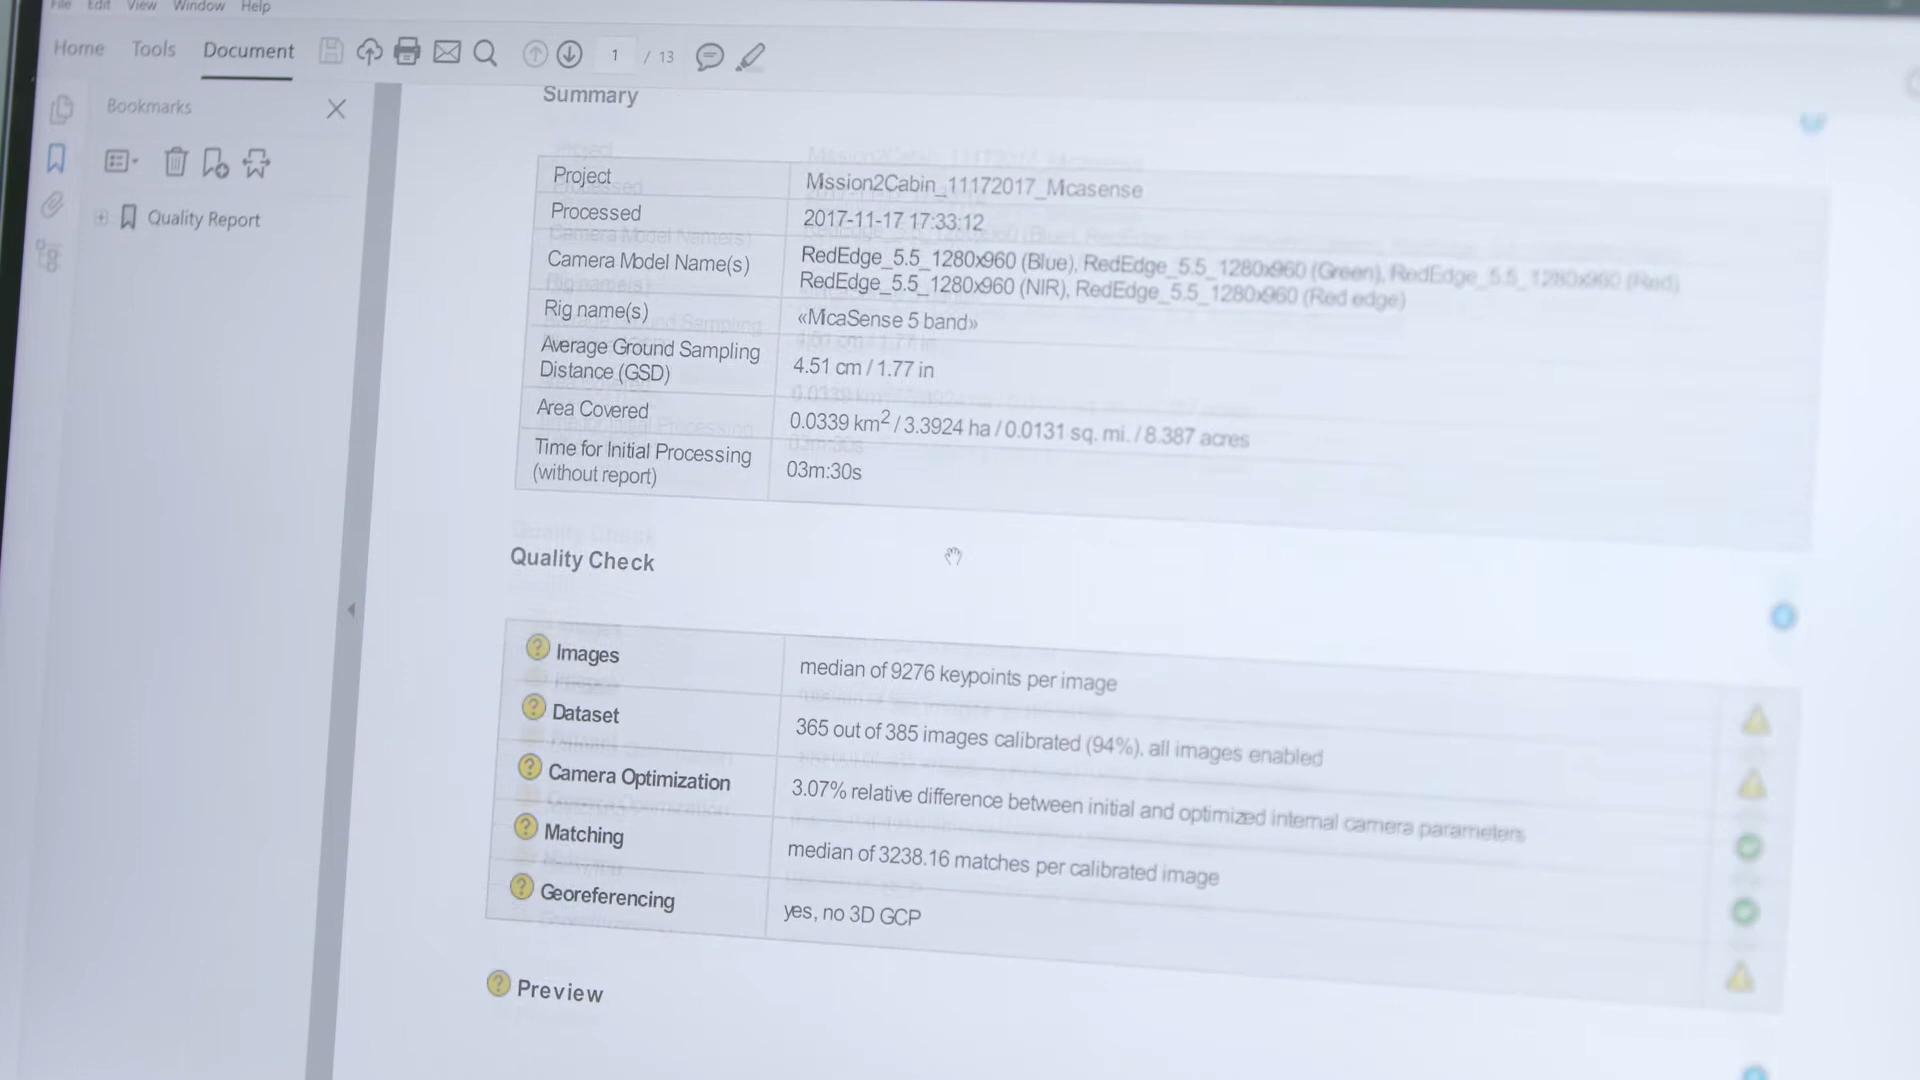 File Edit View Window Help
Home Tools Document 1 / 13
Bookmarks
Quality Report
Summary
Project Mssion2Cabin_11172017_Mcasense
Processed 2017-11-17 17:33:12
Camera Model Name(s) RedEdge_5.5_1280x960 (Blue), RedEdge_5.5_1280x960 (Green), RedEdge_5.5_1280x960 (Red)
RedEdge_5.5_1280x960 (NIR), RedEdge_5.5_1280x960 (Red edge)
Rig name(s) «McaSense 5 band»
Average Ground Sampling
Distance (GSD) 4.51 cm / 1.77 in
Area Covered 0.0339 km² / 3.3924 ha / 0.0131 sq. mi. / 8.387 acres
Time for Initial Processing
(without report) 03m:30s
Quality Check
? Images median of 9276 keypoints per image
? Dataset 365 out of 385 images calibrated (94%), all images enabled
? Camera Optimization 3.07% relative difference between initial and optimized internal camera parameters
? Matching median of 3238.16 matches per calibrated image
? Georeferencing yes, no 3D GCP
? Preview